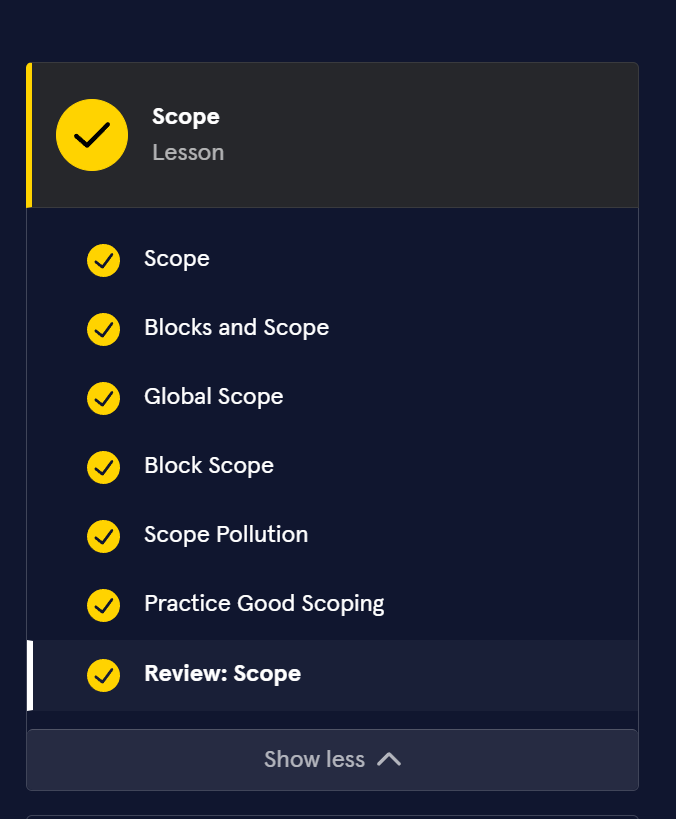 Scope
Lesson
Scope
Blocks and Scope
Global Scope
Block Scope
Scope Pollution
Practice Good Scoping
Review: Scope
Show less